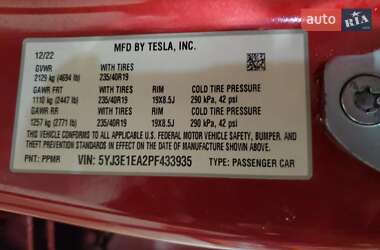 auto RIA.com
MFD BY TESLA, INC.
12/22
GVWR WITH TIRES
2129 kg (4694 lb) 235/40R19
GAWR FRT WITH TIRES RIM COLD TIRE PRESSURE
1110 kg (2447 lb) 235/40R19 19X8.5J 290 kPa, 42 psi
GAWR RR WITH TIRES RIM COLD TIRE PRESSURE
1257 kg (2771 lb) 235/40R19 19X8.5J 290 kPa, 42 psi
THIS VEHICLE CONFORMS TO ALL APPLICABLE U.S. FEDERAL MOTOR VEHICLE SAFETY, BUMPER, AND
THEFT PREVENTION STANDARDS IN EFFECT ON THE DATE OF MANUFACTURE SHOWN ABOVE.
PNT: PPMR VIN: 5YJ3E1EA2PF433935 TYPE: PASSENGER CAR